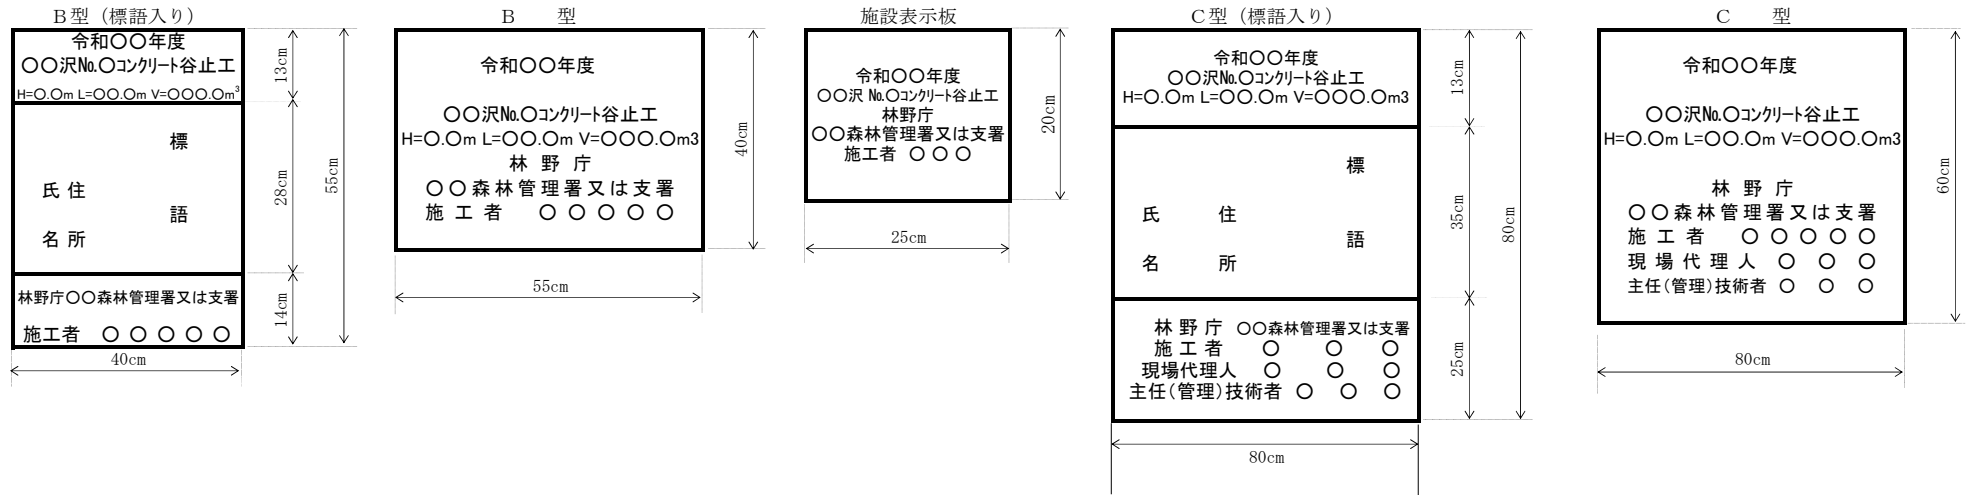 B型（標語入り）
令和〇〇年度
〇〇沢№.〇コンクリート谷止工
H=〇.〇m L=〇〇.〇m V=〇〇〇.〇m³
標
語
住
所
氏
名
林野庁〇〇森林管理署又は支署
施工者 〇 〇 〇 〇 〇
13cm
28cm
14cm
55cm
40cm
B 型
令和〇〇年度
〇〇沢№.〇コンクリート谷止工
H=〇.〇m L=〇〇.〇m V=〇〇〇.〇m3
林 野 庁
〇〇森林管理署又は支署
施 工 者 〇 〇 〇 〇 〇
40cm
55cm
施設表示板
令和〇〇年度
〇〇沢 №.〇コンクリート谷止工
林野庁
〇〇森林管理署又は支署
施工者 〇 〇 〇
20cm
25cm
C型（標語入り）
令和〇〇年度
〇〇沢№.〇コンクリート谷止工
H=〇.〇m L=〇〇.〇m V=〇〇〇.〇m3
標
語
住
所
氏
名
林 野 庁 〇〇森林管理署又は支署
施 工 者 〇 〇 〇
現場代理人 〇 〇 〇
主任(管理)技術者 〇 〇 〇
13cm
35cm
25cm
80cm
80cm
C 型
令和〇〇年度
〇〇沢№.〇コンクリート谷止工
H=〇.〇m L=〇〇.〇m V=〇〇〇.〇m3
林 野 庁
〇〇森林管理署又は支署
施 工 者 〇 〇 〇 〇 〇
現 場 代 理 人 〇 〇 〇
主任(管理)技術者 〇 〇 〇
60cm
80cm